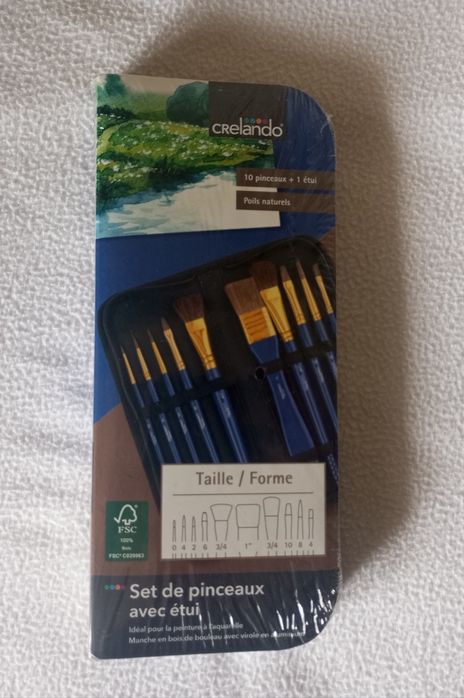 crelando
10 pinceaux + 1 étui
Poils naturels
Taille / Forme
0 4 2 6 3/4 1" 3/4 10 8 4
FSC
100%
Bois
FSC® C020963
Set de pinceaux
avec étui
Idéal pour la peinture à l'aquarelle
Manche en bois de bouleau avec virole en aluminium